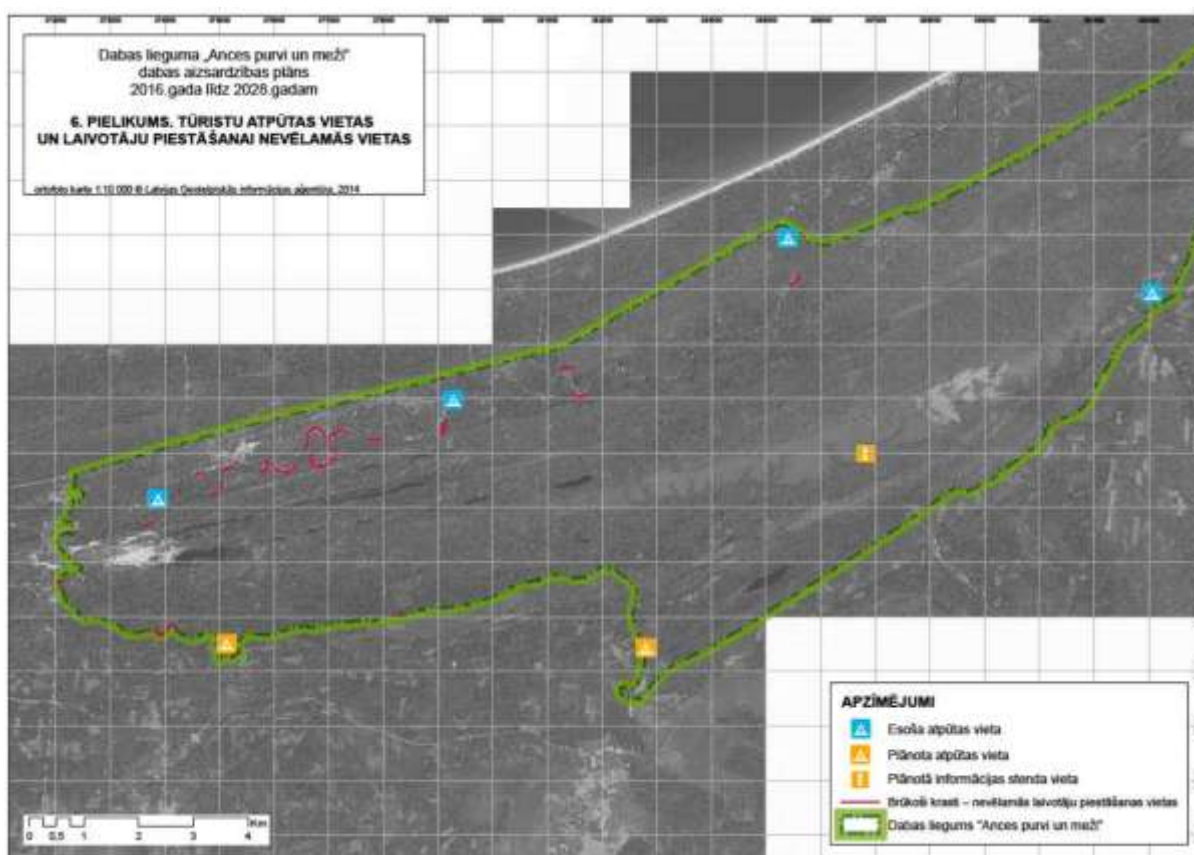 Dabas lieguma „Ances purvi un meži"
dabas aizsardzības plāns
2016.gada līdz 2028.gadam
6. PIELIKUMS. TŪRISTU ATPŪTAS VIETAS
UN LAIVOTĀJU PIESTĀŠANAI NEVĒLAMĀS VIETAS
ortofoto karte 1:10 000 © Latvijas Ģeotelpiskās informācijas aģentūra, 2014
APZĪMĒJUMI
Esoša atpūtas vieta
Plānota atpūtas vieta
Plānotā informācijas stenda vieta
Brūkoši krasti – nevēlamās laivotāju piestāšanas vietas
Dabas liegums "Ances purvi un meži"
0 0,5 1 2 3 4 Km